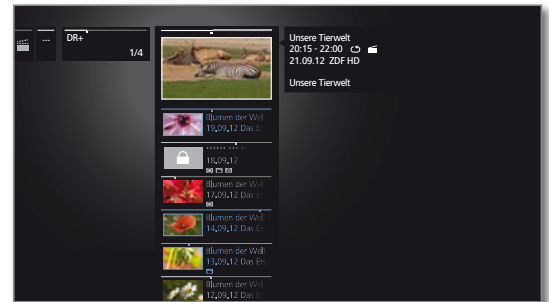 ...
DR+
1/4
Unsere Tierwelt
20:15 - 22:00
21.09.12 ZDF HD
Unsere Tierwelt
Blumen der Wel
19.09.12 Das Er
****** *** **
18.09.12
Blumen der Wel
17.09.12 Das Er
Blumen der Wel
14.09.12 Das Er
Blumen der Welt
13.09.12 Das Er
Blumen der Wel
12.09.12 Das Er